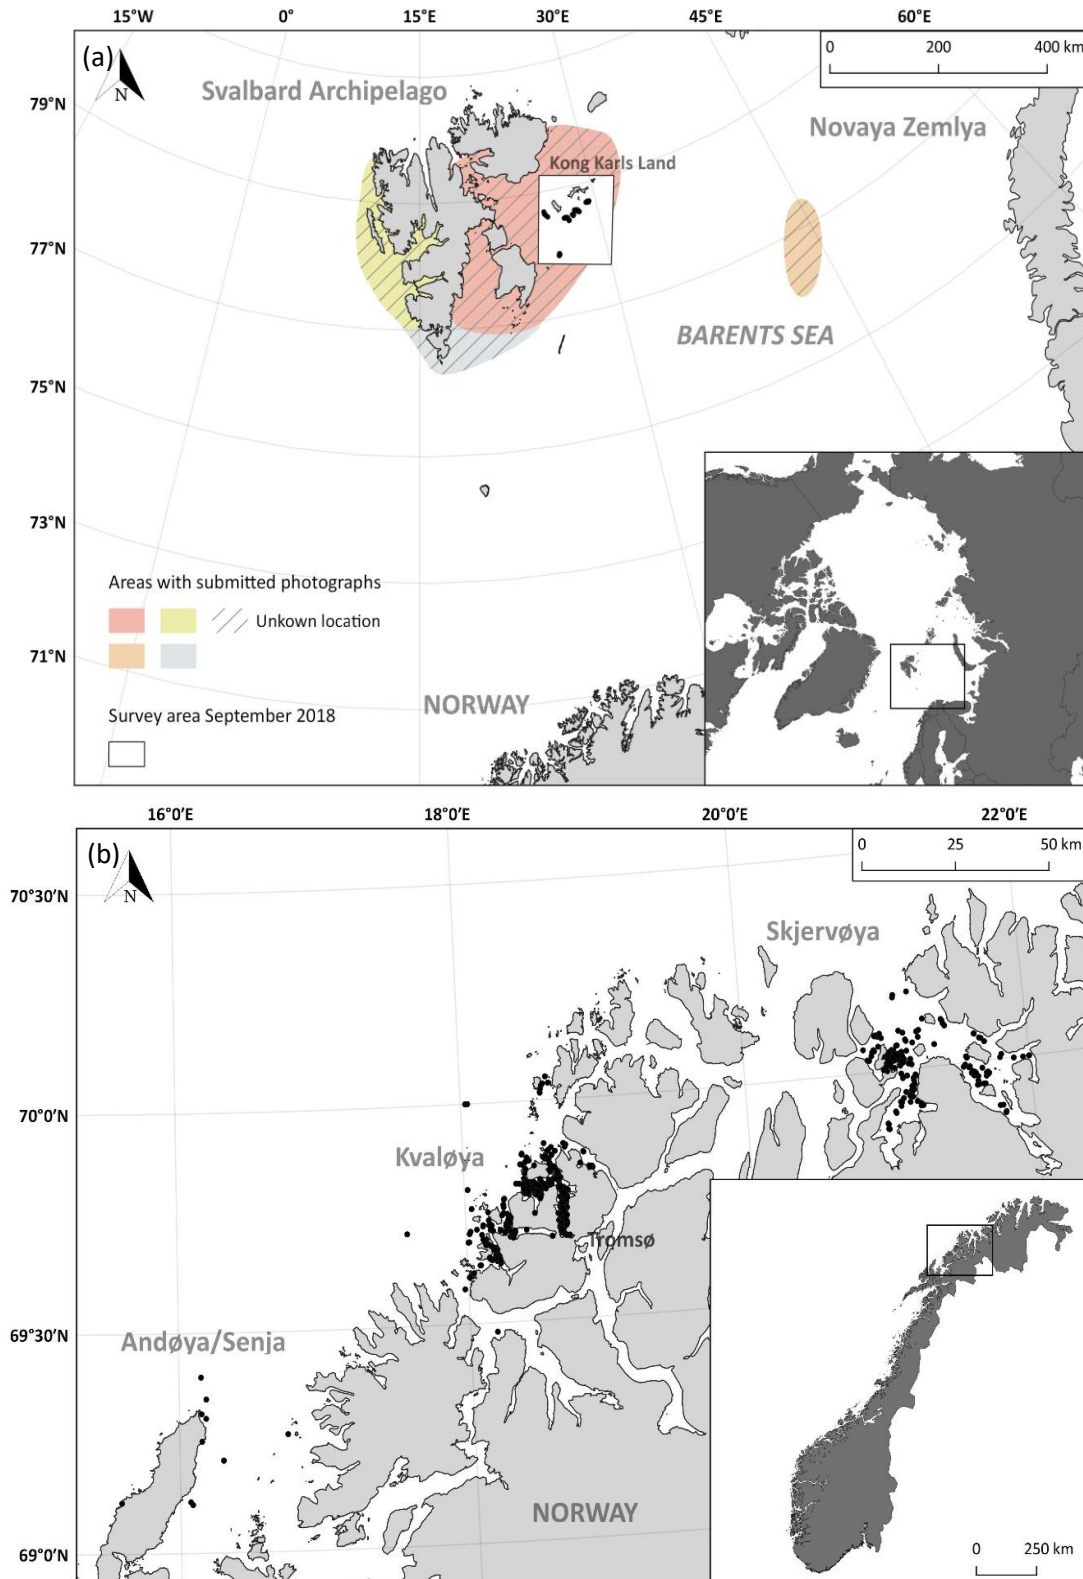 15°W 0° 15°E 30°E 45°E 60°E
(a)
N
0 200 400 km
Svalbard Archipelago
79°N
Novaya Zemlya
Kong Karls Land
77°N
BARENTS SEA
75°N
73°N
Areas with submitted photographs
Unkown location
71°N
NORWAY
Survey area September 2018
16°0'E 18°0'E 20°0'E 22°0'E
(b)
N
0 25 50 km
70°30'N
Skjervøya
70°0'N
Kvaløya
Tromsø
69°30'N
Andøya/Senja
NORWAY
69°0'N
0 250 km